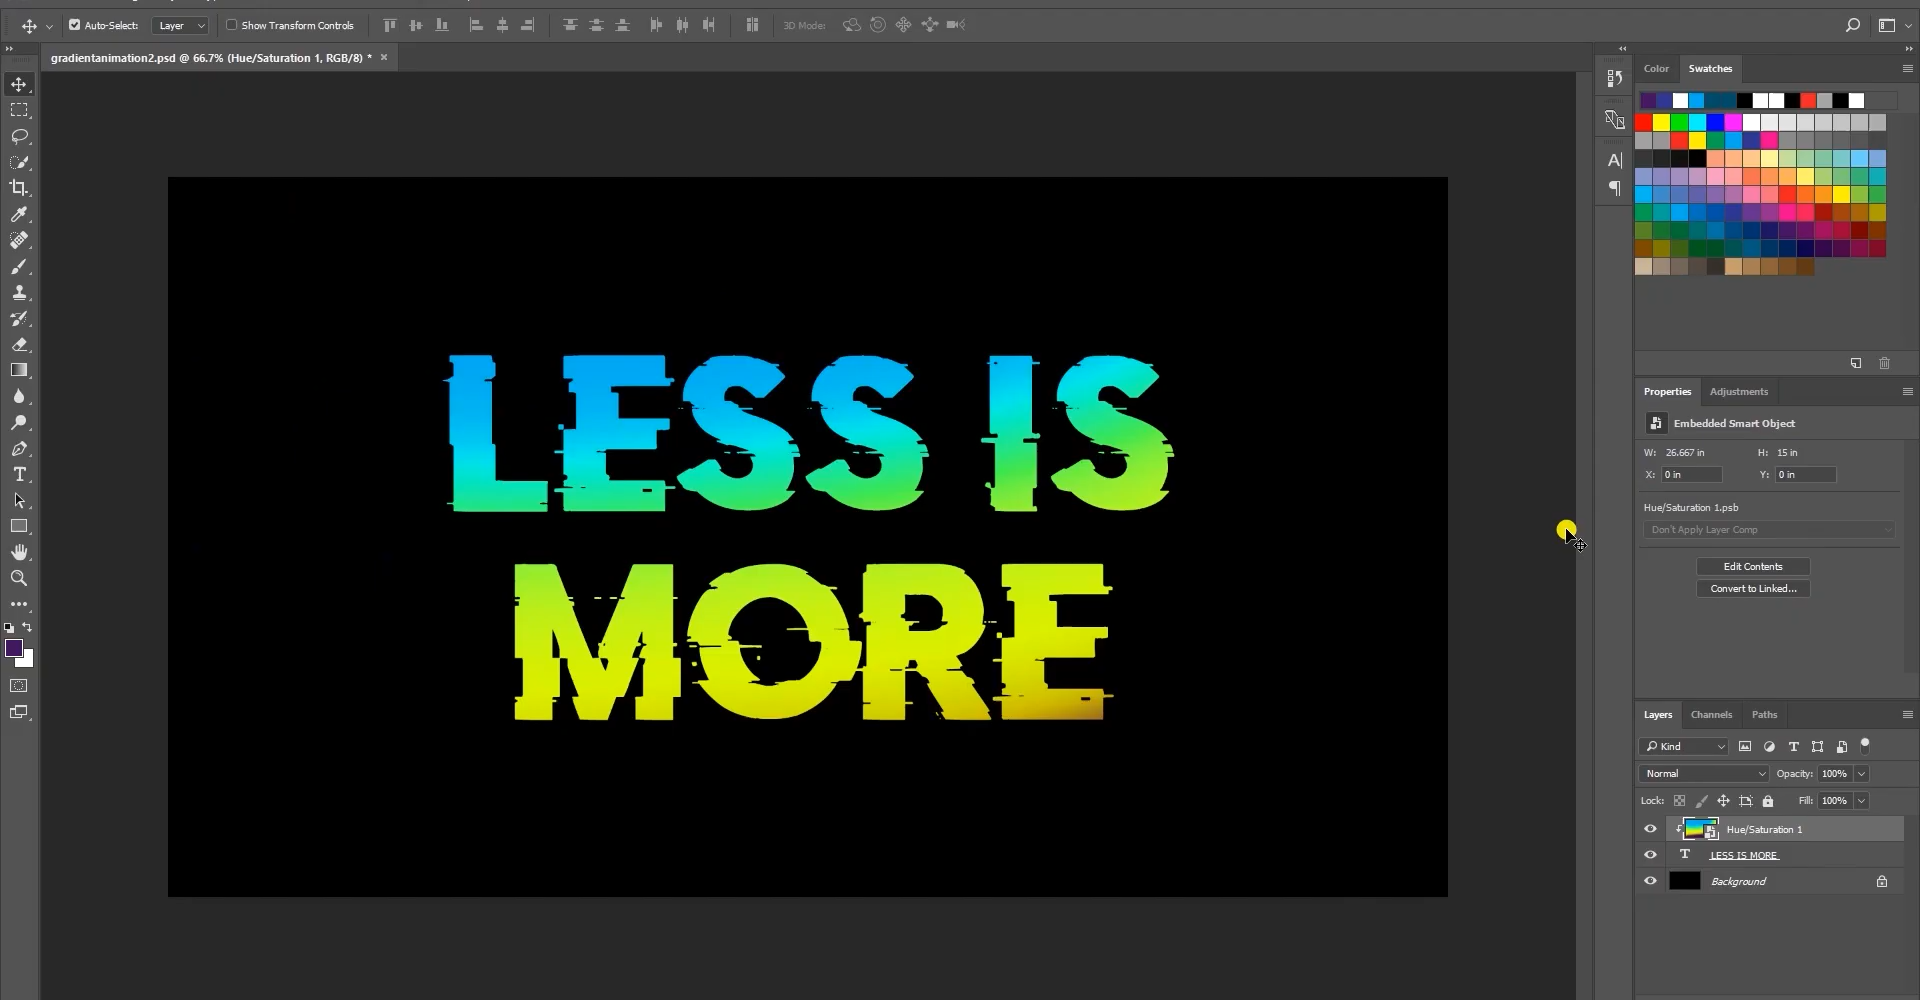 Auto-Select: Layer Show Transform Controls 3D Mode:
gradientanimation2.psd @ 66.7% (Hue/Saturation 1, RGB/8) *
Color Swatches
LESS IS
MORE
Properties Adjustments
Embedded Smart Object
W: 26.667 in H: 15 in
X: 0 in Y: 0 in
Hue/Saturation 1.psb
Don't Apply Layer Comp
Edit Contents
Convert to Linked...
Layers Channels Paths
Kind
Normal Opacity: 100%
Lock: Fill: 100%
Hue/Saturation 1
LESS IS MORE
Background